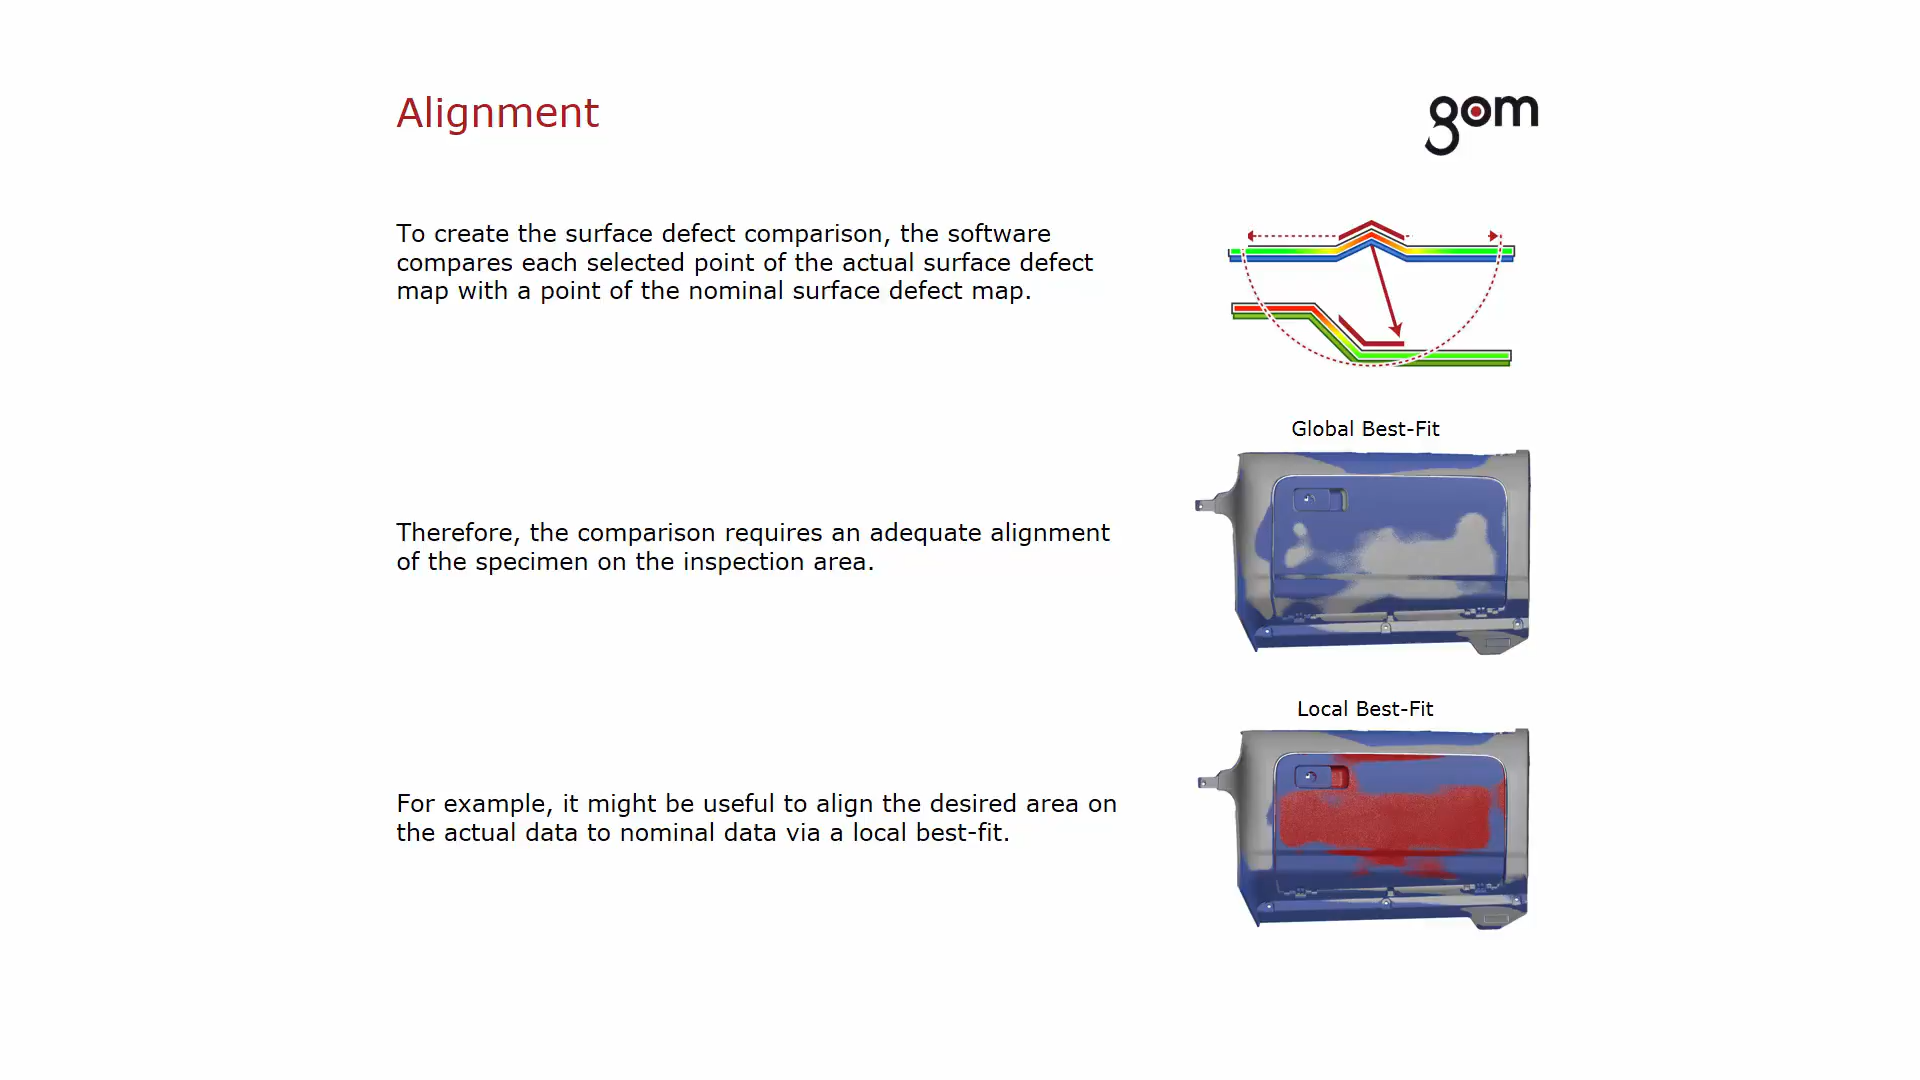 Alignment
gom
To create the surface defect comparison, the software
compares each selected point of the actual surface defect
map with a point of the nominal surface defect map.
Global Best-Fit
Therefore, the comparison requires an adequate alignment
of the specimen on the inspection area.
Local Best-Fit
For example, it might be useful to align the desired area on
the actual data to nominal data via a local best-fit.